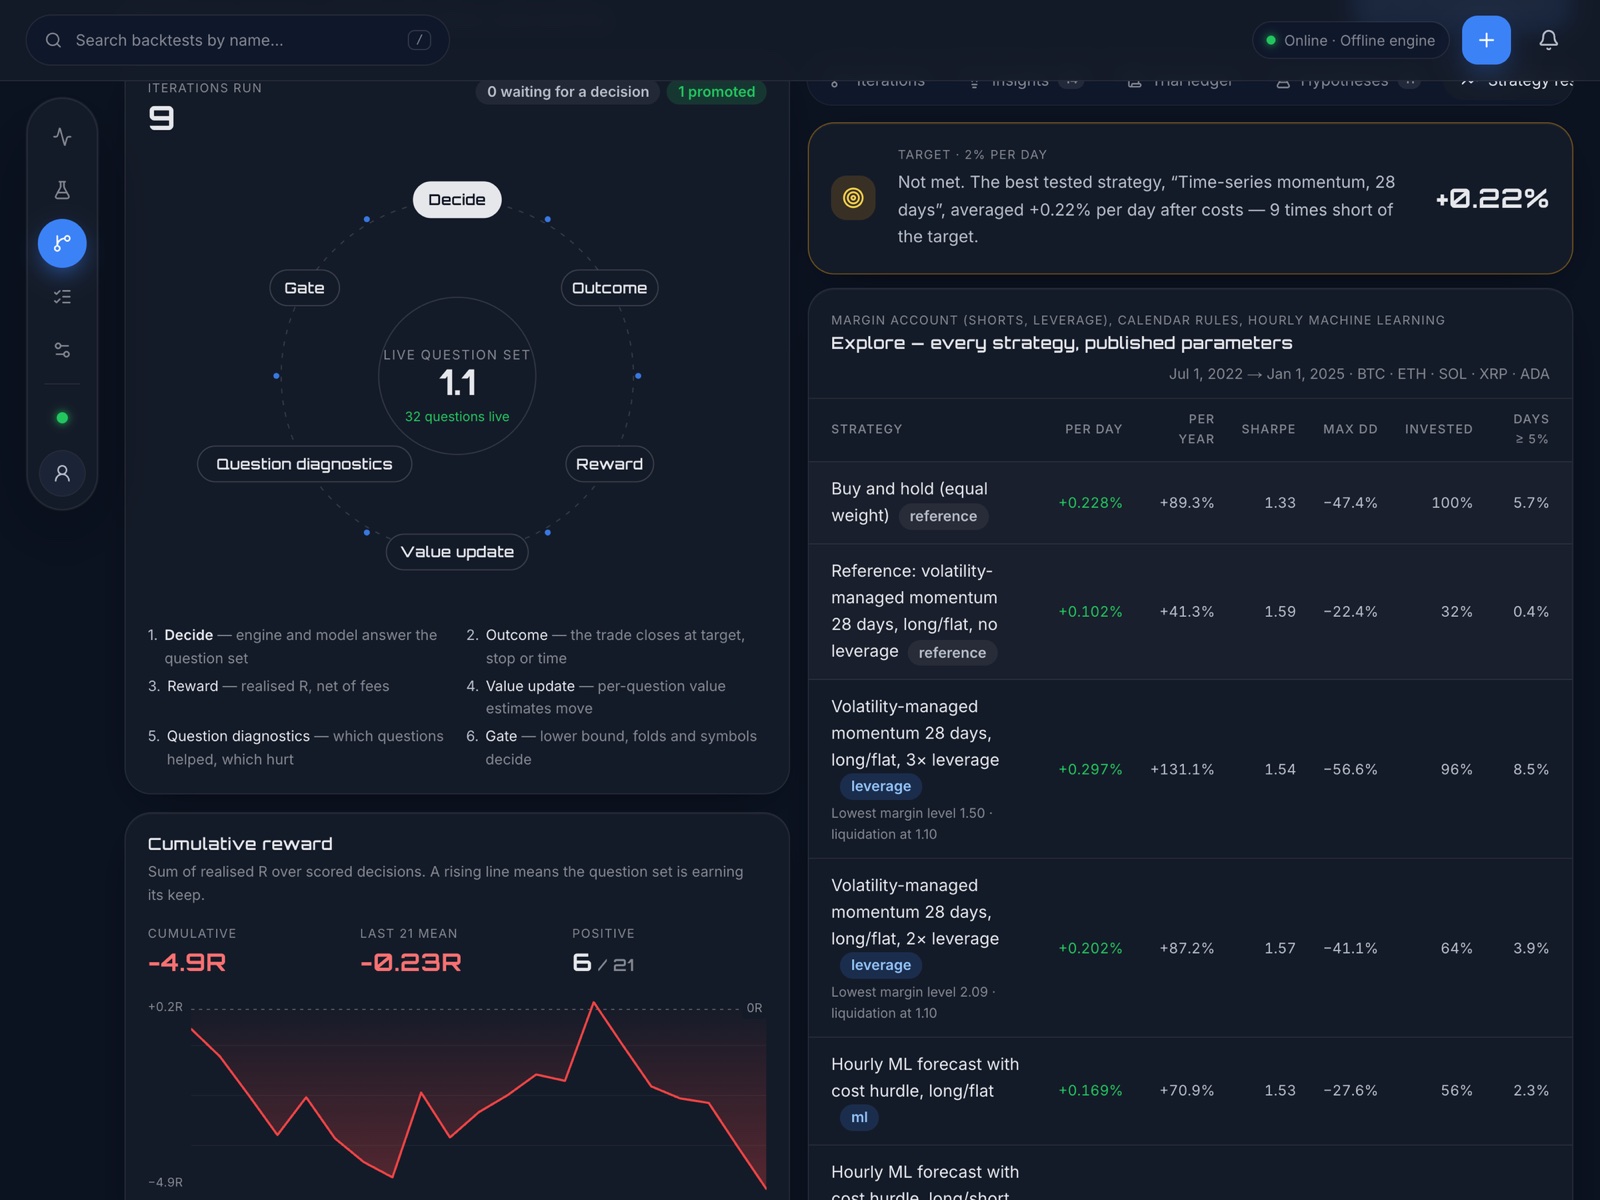 Search backtests by name...
/
Online · Offline engine
ITERATIONS RUN
9
0 waiting for a decision
1 promoted
Decide
Gate
Outcome
LIVE QUESTION SET
1.1
32 questions live
Question diagnostics
Reward
Value update
1. Decide — engine and model answer the
question set
2. Outcome — the trade closes at target,
stop or time
3. Reward — realised R, net of fees
4. Value update — per-question value
estimates move
5. Question diagnostics — which questions
helped, which hurt
6. Gate — lower bound, folds and symbols
decide
Cumulative reward
Sum of realised R over scored decisions. A rising line means the question set is earning
its keep.
CUMULATIVE
-4.9R
LAST 21 MEAN
-0.23R
POSITIVE
6 / 21
+0.2R
0R
−4.9R
Iterations
Insights
Trial ledger
Hypotheses
Strategy res
TARGET · 2% PER DAY
Not met. The best tested strategy, “Time-series momentum, 28
days”, averaged +0.22% per day after costs — 9 times short of
the target.
+0.22%
MARGIN ACCOUNT (SHORTS, LEVERAGE), CALENDAR RULES, HOURLY MACHINE LEARNING
Explore — every strategy, published parameters
Jul 1, 2022 → Jan 1, 2025 · BTC · ETH · SOL · XRP · ADA
STRATEGY
PER DAY
PER
YEAR
SHARPE
MAX DD
INVESTED
DAYS
≥ 5%
Buy and hold (equal
weight) reference
+0.228% +89.3% 1.33 −47.4% 100% 5.7%
Reference: volatility-
managed momentum
28 days, long/flat, no
leverage reference
+0.102% +41.3% 1.59 −22.4% 32% 0.4%
Volatility-managed
momentum 28 days,
long/flat, 3× leverage
leverage
Lowest margin level 1.50 ·
liquidation at 1.10
+0.297% +131.1% 1.54 −56.6% 96% 8.5%
Volatility-managed
momentum 28 days,
long/flat, 2× leverage
leverage
Lowest margin level 2.09 ·
liquidation at 1.10
+0.202% +87.2% 1.57 −41.1% 64% 3.9%
Hourly ML forecast with
cost hurdle, long/flat
ml
+0.169% +70.9% 1.53 −27.6% 56% 2.3%
Hourly ML forecast with
cost hurdle, long/short